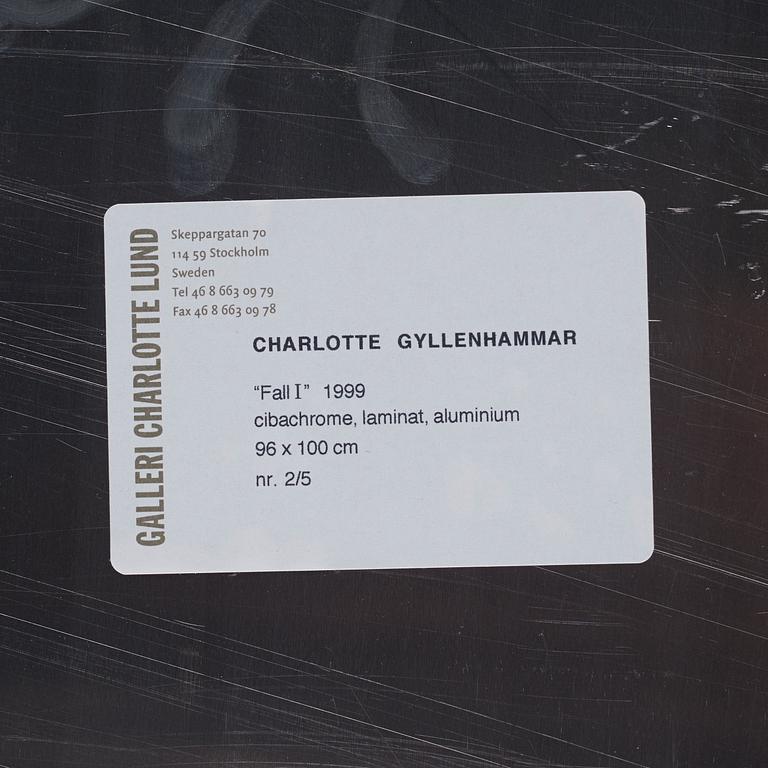 GALLERI CHARLOTTE LUND
Skeppargatan 70
114 59 Stockholm
Sweden
Tel 46 8 663 09 79
Fax 46 8 663 09 78
CHARLOTTE GYLLENHAMMAR
“Fall I” 1999
cibachrome, laminat, aluminium
96 x 100 cm
nr. 2/5